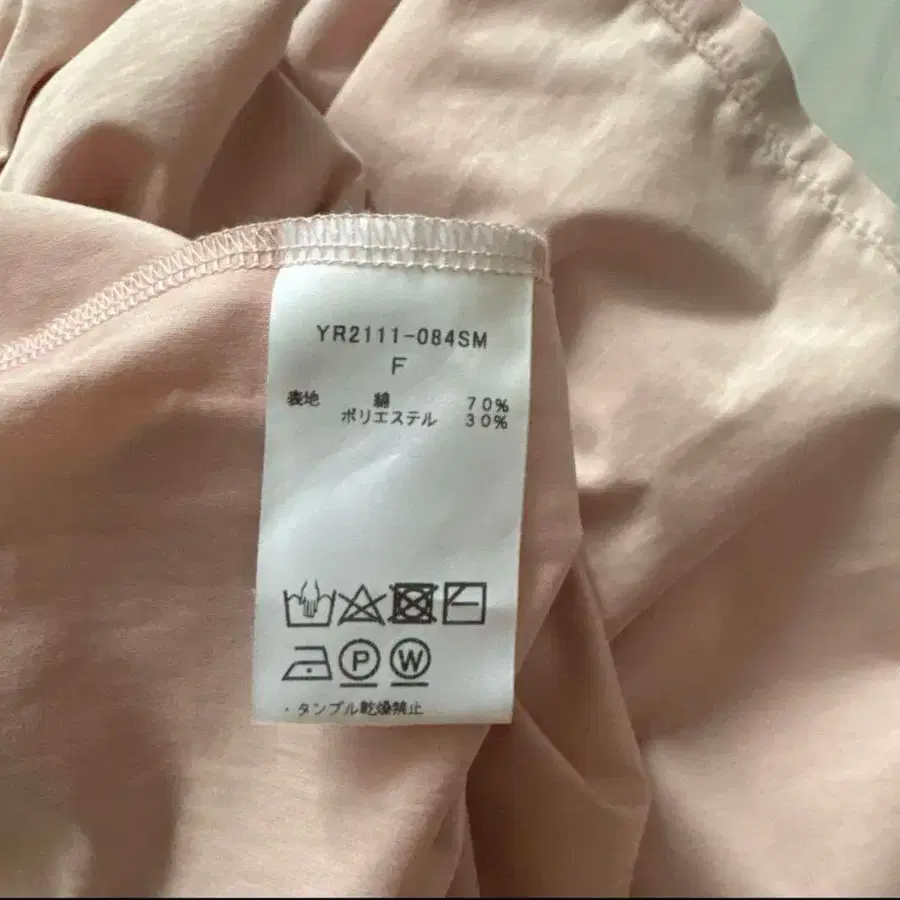 YR2111-084SM
F
表地 綿 70%
ポリエステル 30%
P W
・タンブル乾燥禁止